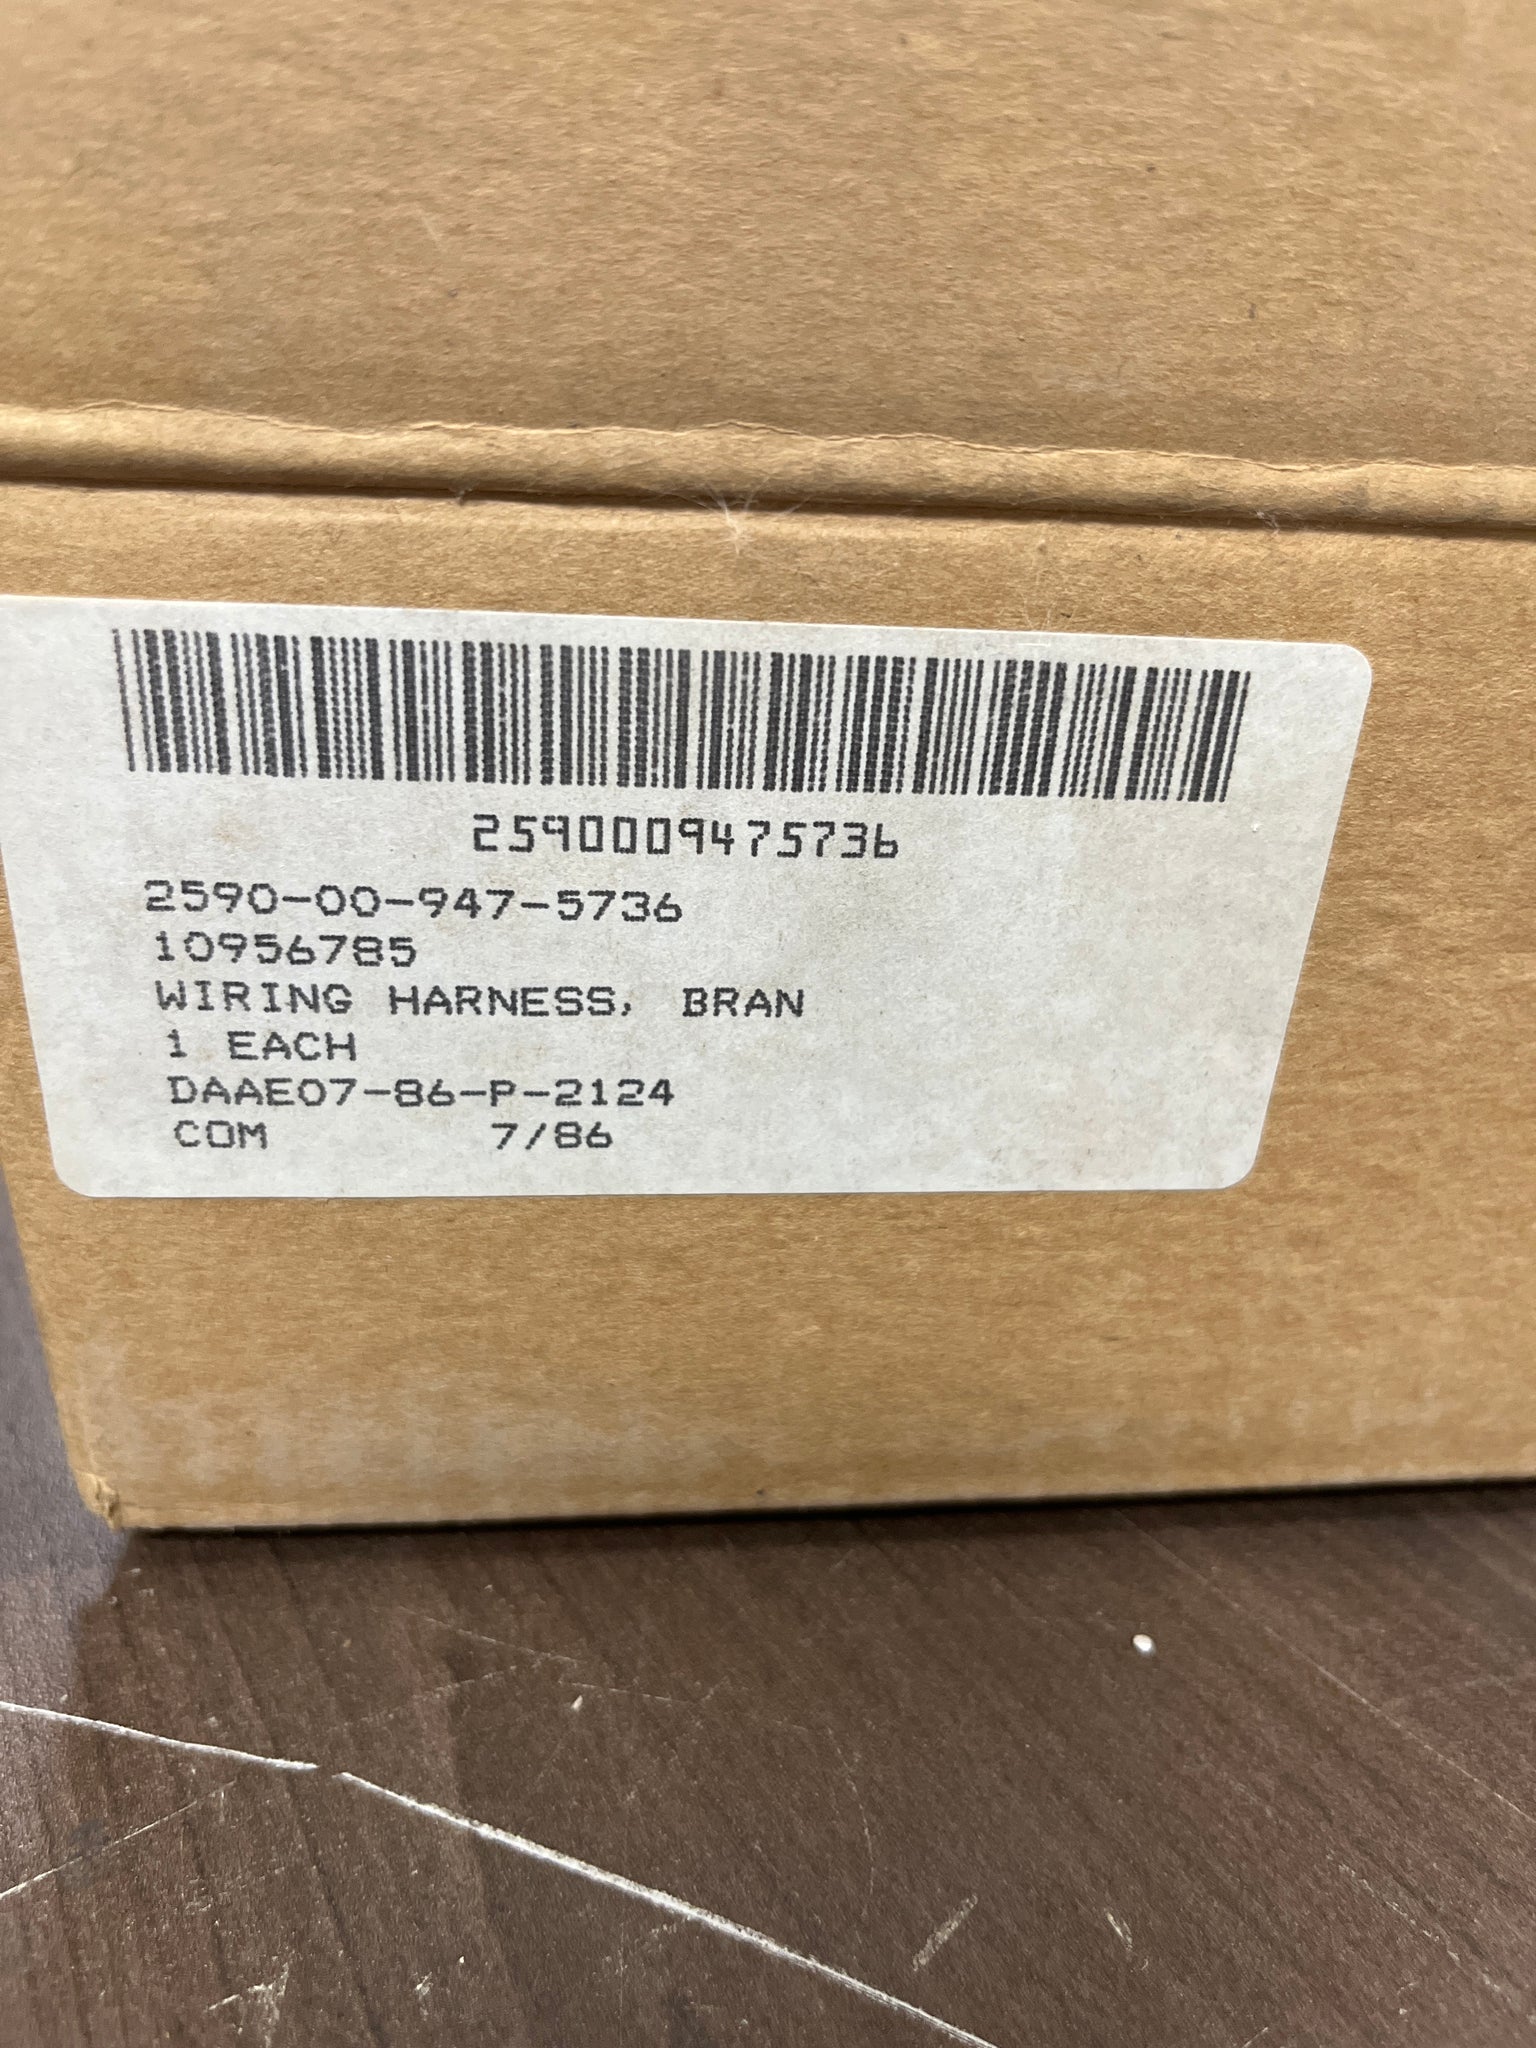 2590009475736
2590-00-947-5736
10956785
WIRING HARNESS, BRAN
1 EACH
DAAE07-86-P-2124
COM 7/86